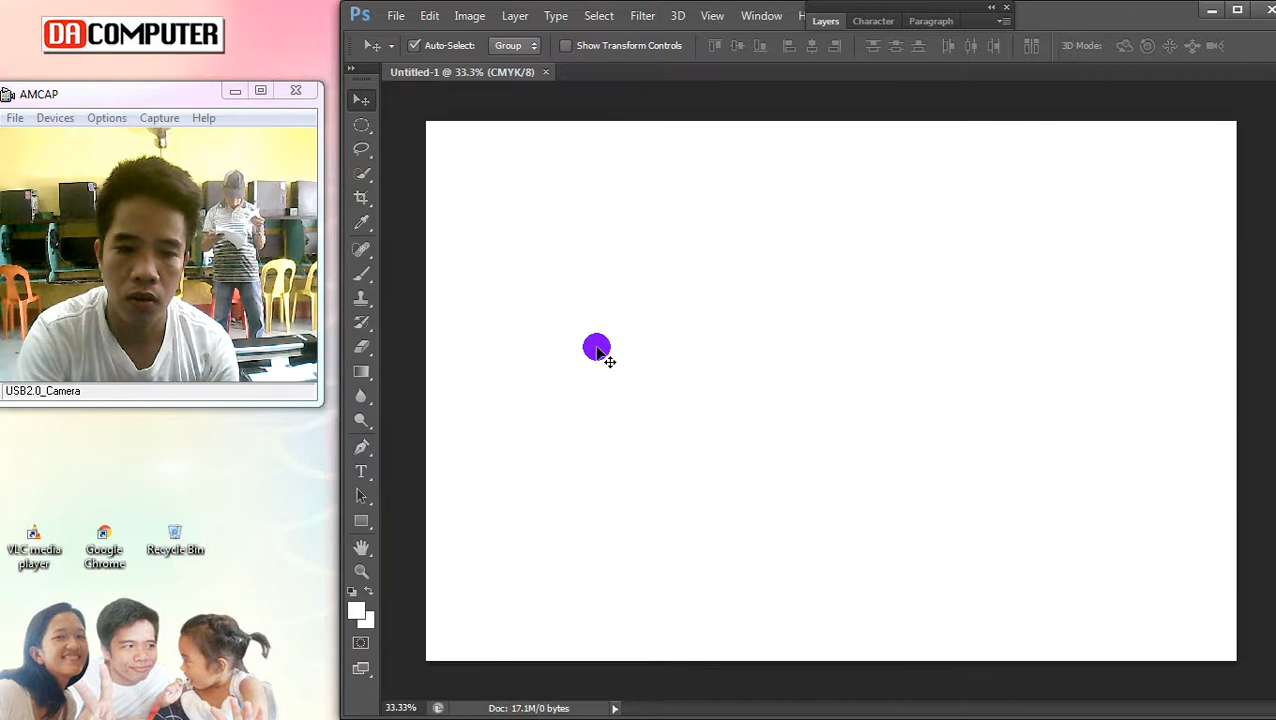 DACOMPUTER
AMCAP
File Devices Options Capture Help
USB2.0_Camera
VLC media player
Google Chrome
Recycle Bin
Ps File Edit Image Layer Type Select Filter 3D View Window H
Layers Character Paragraph
Auto-Select: Group Show Transform Controls 3D Mode:
Untitled-1 @ 33.3% (CMYK/8)
T
33.33% Doc: 17.1M/0 bytes